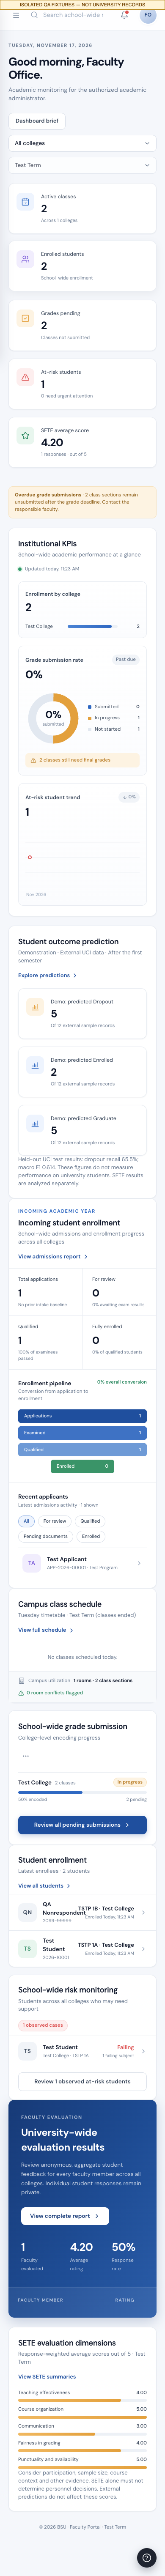 ISOLATED QA FIXTURES — NOT UNIVERSITY RECORDS
Search school-wide r
FO
TUESDAY, NOVEMBER 17, 2026
Good morning, Faculty
Office.
Academic monitoring for the authorized academic
administrator.
Dashboard brief
All colleges
Test Term
Active classes
2
Across 1 colleges
Enrolled students
2
School-wide enrollment
Grades pending
2
Classes not submitted
At-risk students
1
0 need urgent attention
SETE average score
4.20
1 responses · out of 5
Overdue grade submissions · 2 class sections remain
unsubmitted after the grade deadline. Contact the
responsible faculty.
Institutional KPIs
School-wide academic performance at a glance
Updated today, 11:23 AM
Enrollment by college
2
Test College 2
Grade submission rate Past due
0%
0%
submitted
Submitted 0
In progress 1
Not started 1
2 classes still need final grades
At-risk student trend 0%
1
Nov 2026
Student outcome prediction
Demonstration · External UCI data · After the first
semester
Explore predictions
Demo: predicted Dropout
5
Of 12 external sample records
Demo: predicted Enrolled
2
Of 12 external sample records
Demo: predicted Graduate
5
Of 12 external sample records
Held-out UCI test results: dropout recall 65.5%;
macro F1 0.614. These figures do not measure
performance on university students. SETE results
are analyzed separately.
INCOMING ACADEMIC YEAR
Incoming student enrollment
School-wide admissions and enrollment progress
across all colleges
View admissions report
Total applications
1
No prior intake baseline
For review
0
0% awaiting exam results
Qualified
1
100% of examinees
passed
Fully enrolled
0
0% of qualified students
Enrollment pipeline 0% overall conversion
Conversion from application to
enrollment
Applications 1
Examined 1
Qualified 1
Enrolled 0
Recent applicants
Latest admissions activity · 1 shown
All
For review
Qualified
Pending documents
Enrolled
TA
Test Applicant
APP-2026-00001 · Test Program
Campus class schedule
Tuesday timetable · Test Term (classes ended)
View full schedule
No classes scheduled today.
Campus utilization 1 rooms · 2 class sections
0 room conflicts flagged
School-wide grade submission
College-level encoding progress
...
Test College 2 classes In progress
50% encoded 2 pending
Review all pending submissions
Student enrollment
Latest enrollees · 2 students
View all students
QN
QA
Nonrespondent
2099-99999
TSTP 1B · Test College
Enrolled Today, 11:23 AM
TS
Test
Student
2026-10001
TSTP 1A · Test College
Enrolled Today, 11:23 AM
School-wide risk monitoring
Students across all colleges who may need
support
1 observed cases
TS
Test Student
Test College · TSTP 1A
Failing
1 failing subject
Review 1 observed at-risk students
FACULTY EVALUATION
University-wide
evaluation results
Review anonymous, aggregate student
feedback for every faculty member across all
colleges. Individual student responses remain
private.
View complete report
1
Faculty
evaluated
4.20
Average
rating
50%
Response
rate
FACULTY MEMBER RATING
SETE evaluation dimensions
Response-weighted average scores out of 5 · Test
Term
View SETE summaries
Teaching effectiveness 4.00
Course organization 5.00
Communication 3.00
Fairness in grading 4.00
Punctuality and availability 5.00
Consider participation, sample size, course
context and other evidence. SETE alone must not
determine personnel decisions. External
predictions do not affect these scores.
© 2026 BSU · Faculty Portal · Test Term